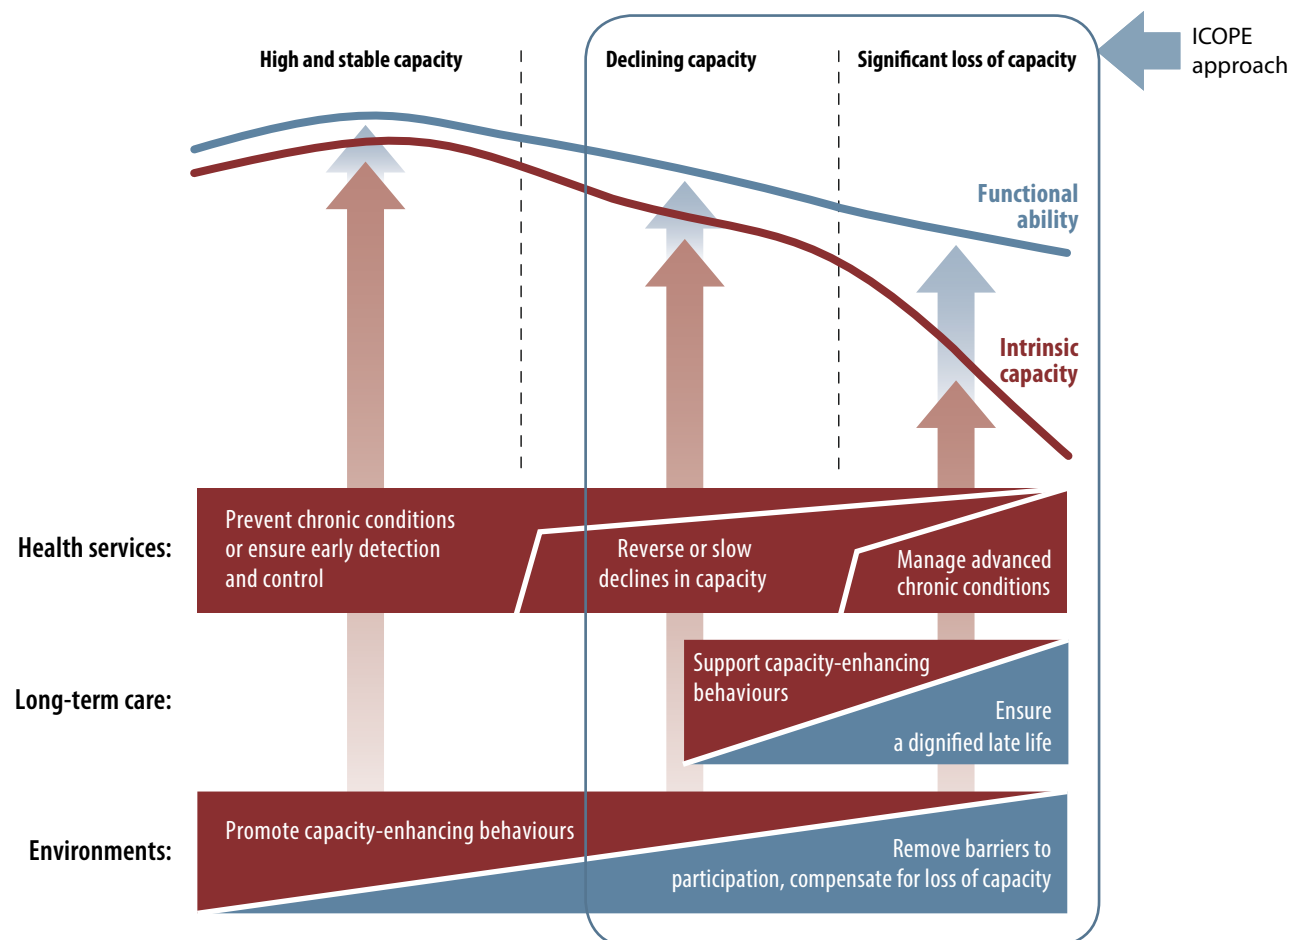 High and stable capacity
Declining capacity
Significant loss of capacity
ICOPE
approach
Functional
ability
Intrinsic
capacity
Health services:
Prevent chronic conditions
or ensure early detection
and control
Reverse or slow
declines in capacity
Manage advanced
chronic conditions
Long-term care:
Support capacity-enhancing
behaviours
Ensure
a dignified late life
Environments:
Promote capacity-enhancing behaviours
Remove barriers to
participation, compensate for loss of capacity